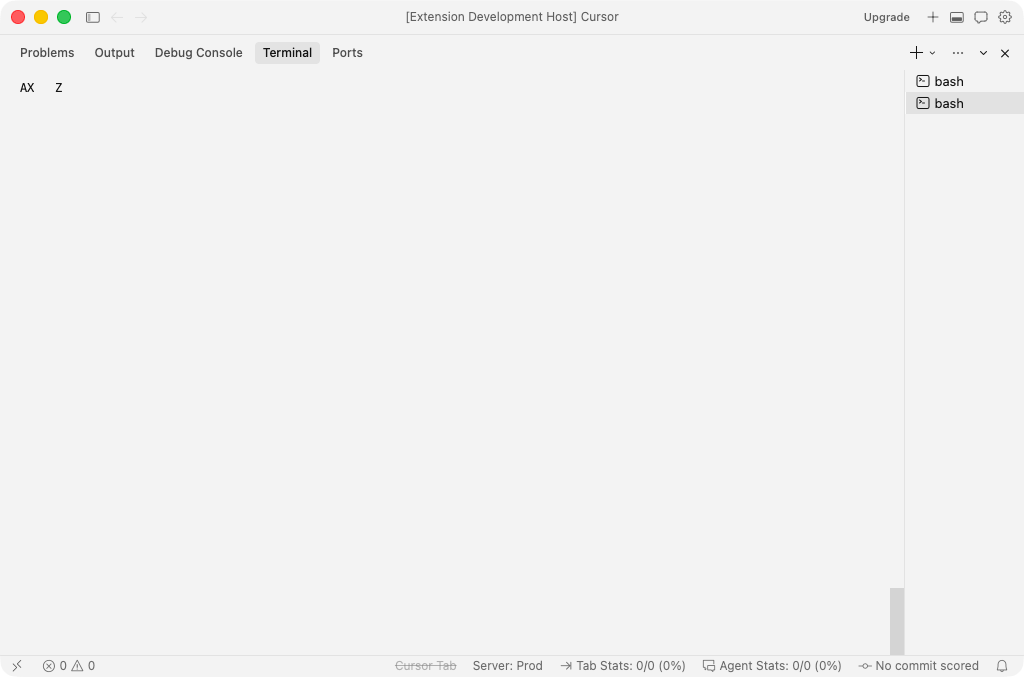 [Extension Development Host] Cursor
Upgrade
Problems Output Debug Console Terminal Ports
AX   Z
bash
bash
0 0 Cursor Tab Server: Prod Tab Stats: 0/0 (0%) Agent Stats: 0/0 (0%) No commit scored